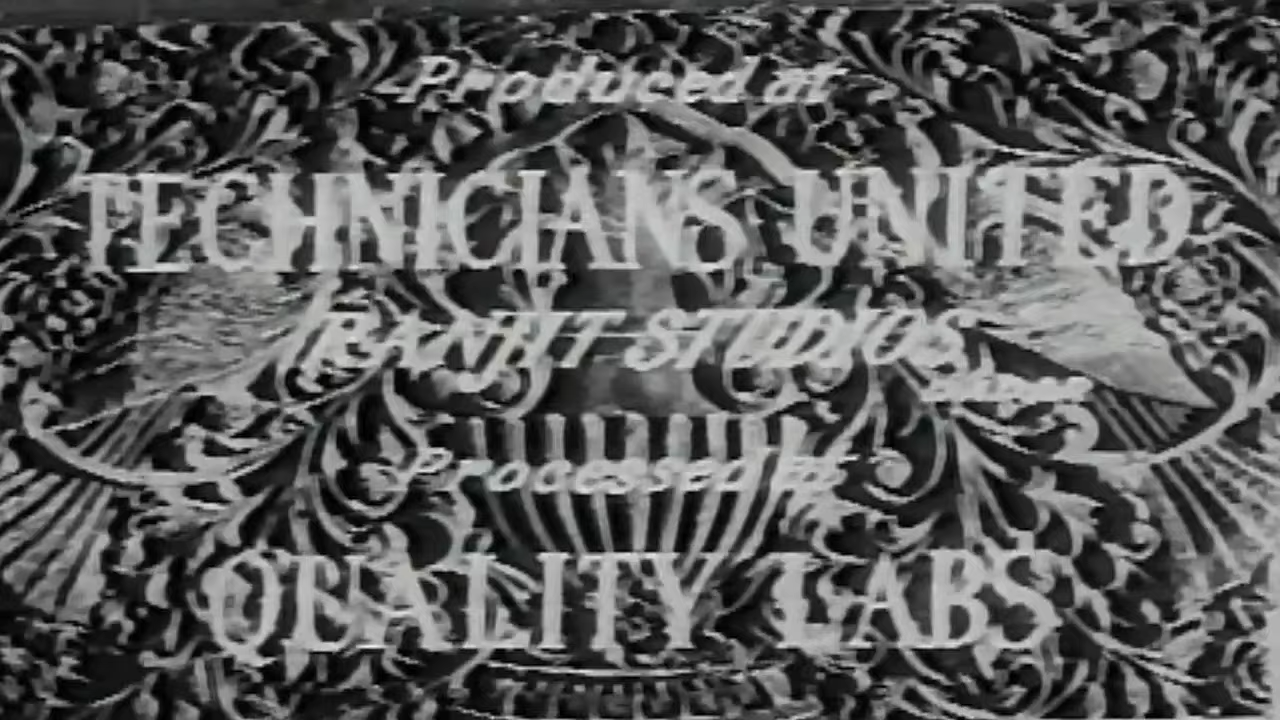 Produced at
TECHNICIANS UNITED
RANJIT STUDIOS
Processed at
QUALITY LABS